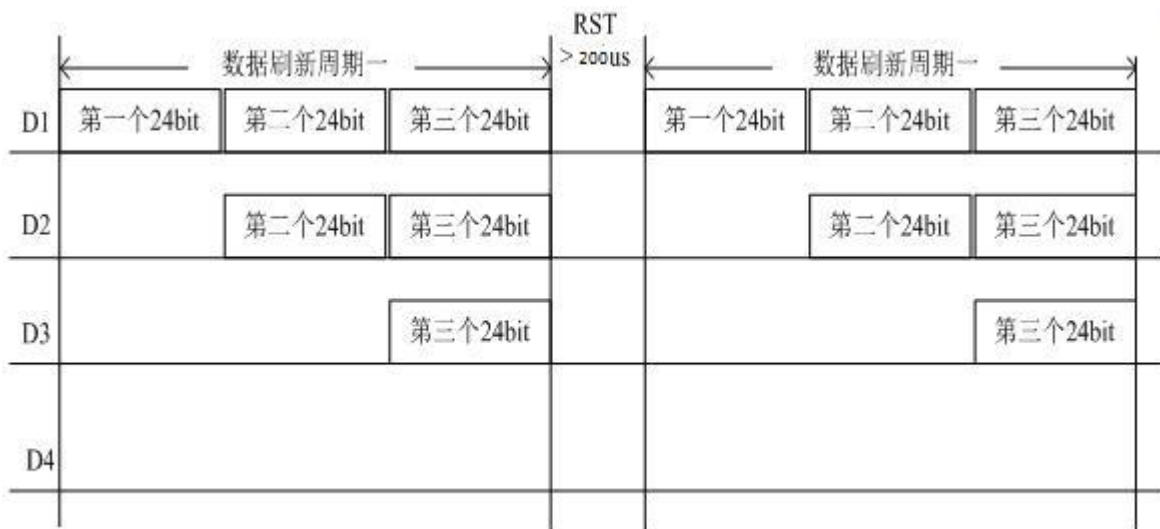 RST
> 200us
数据刷新周期一 数据刷新周期一
D1 第一个24bit 第二个24bit 第三个24bit 第一个24bit 第二个24bit 第三个24bit
D2 第二个24bit 第三个24bit 第二个24bit 第三个24bit
D3 第三个24bit 第三个24bit
D4